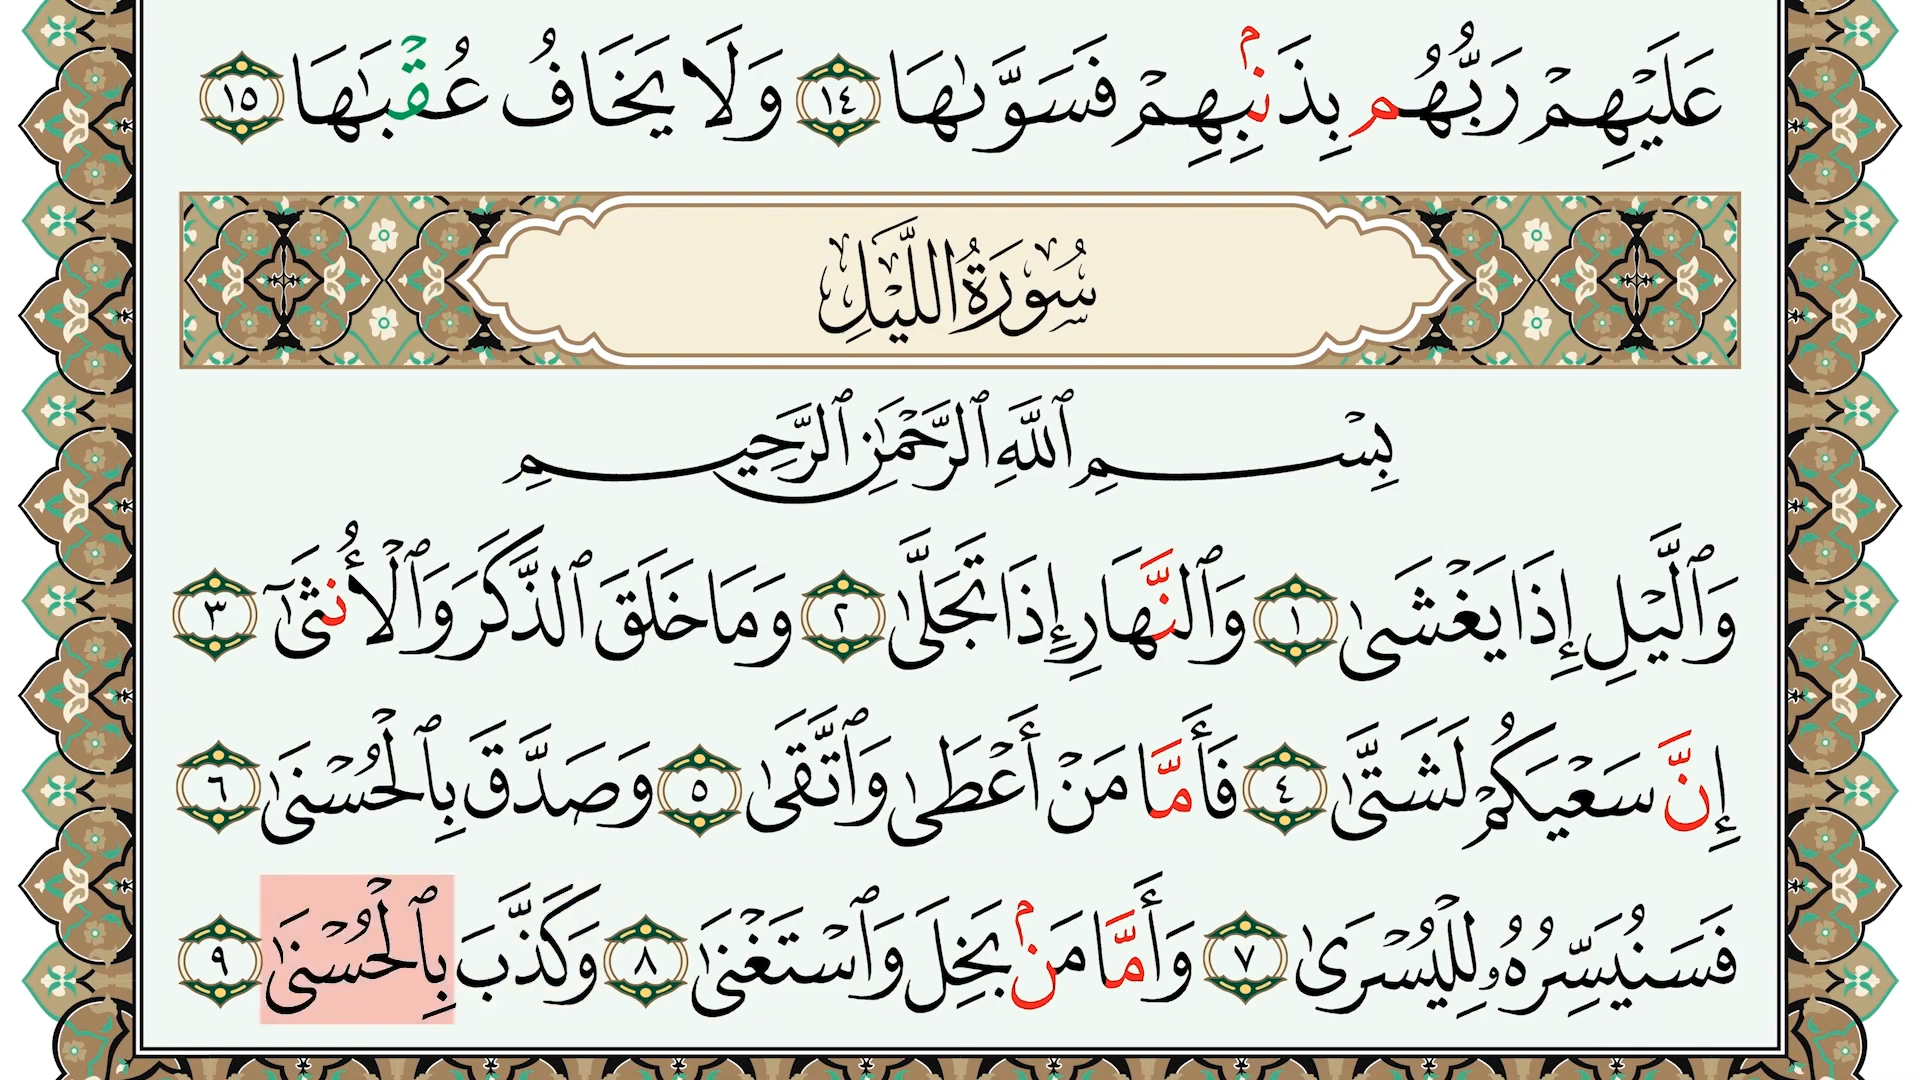 عَلَيْهِمْ رَبُّهُم بِذَنۢبِهِمْ فَسَوَّىٰهَا ١٤ وَلَا يَخَافُ عُقْبَٰهَا ١٥
سُورَةُ اللَّيْلِ
بِسْمِ ٱللَّهِ ٱلرَّحْمَٰنِ ٱلرَّحِيمِ
وَٱلَّيْلِ إِذَا يَغْشَىٰ ١ وَٱلنَّهَارِ إِذَا تَجَلَّىٰ ٢ وَمَا خَلَقَ ٱلذَّكَرَ وَٱلْأُنثَىٰٓ ٣
إِنَّ سَعْيَكُمْ لَشَتَّىٰ ٤ فَأَمَّا مَنْ أَعْطَىٰ وَٱتَّقَىٰ ٥ وَصَدَّقَ بِٱلْحُسْنَىٰ ٦
فَسَنُيَسِّرُهُۥ لِلْيُسْرَىٰ ٧ وَأَمَّا مَنۢ بَخِلَ وَٱسْتَغْنَىٰ ٨ وَكَذَّبَ بِٱلْحُسْنَىٰ ٩